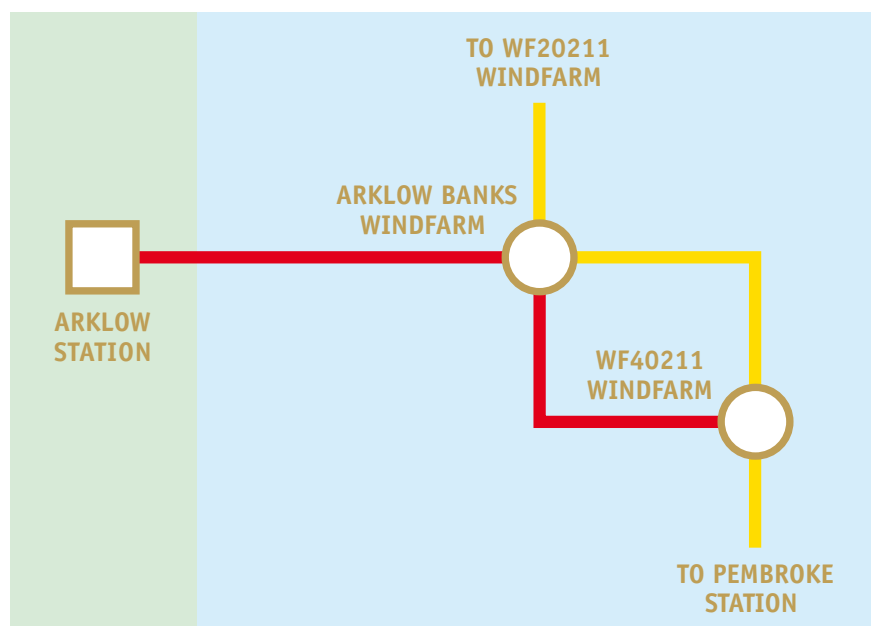 TO WF20211
WINDFARM
ARKLOW BANKS
WINDFARM
ARKLOW
STATION
WF40211
WINDFARM
TO PEMBROKE
STATION